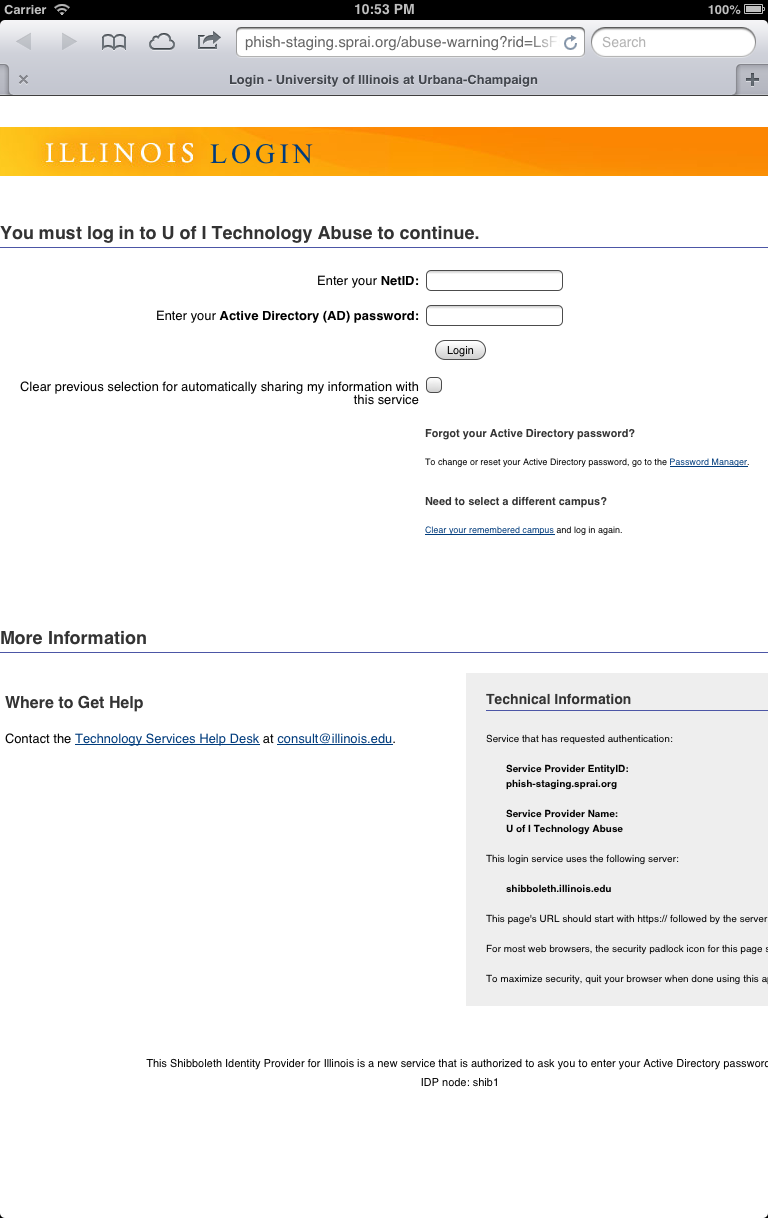 Carrier 10:53 PM 100%
phish-staging.sprai.org/abuse-warning?rid=LsF Search
Login - University of Illinois at Urbana-Champaign
ILLINOIS LOGIN
You must log in to U of I Technology Abuse to continue.
Enter your NetID:
Enter your Active Directory (AD) password:
Login
Clear previous selection for automatically sharing my information with
this service
Forgot your Active Directory password?
To change or reset your Active Directory password, go to the Password Manager.
Need to select a different campus?
Clear your remembered campus and log in again.
More Information
Where to Get Help
Contact the Technology Services Help Desk at consult@illinois.edu.
Technical Information
Service that has requested authentication:
Service Provider EntityID:
phish-staging.sprai.org
Service Provider Name:
U of I Technology Abuse
This login service uses the following server:
shibboleth.illinois.edu
This page's URL should start with https:// followed by the server
For most web browsers, the security padlock icon for this page
To maximize security, quit your browser when done using this
This Shibboleth Identity Provider for Illinois is a new service that is authorized to ask you to enter your Active Directory password
IDP node: shib1